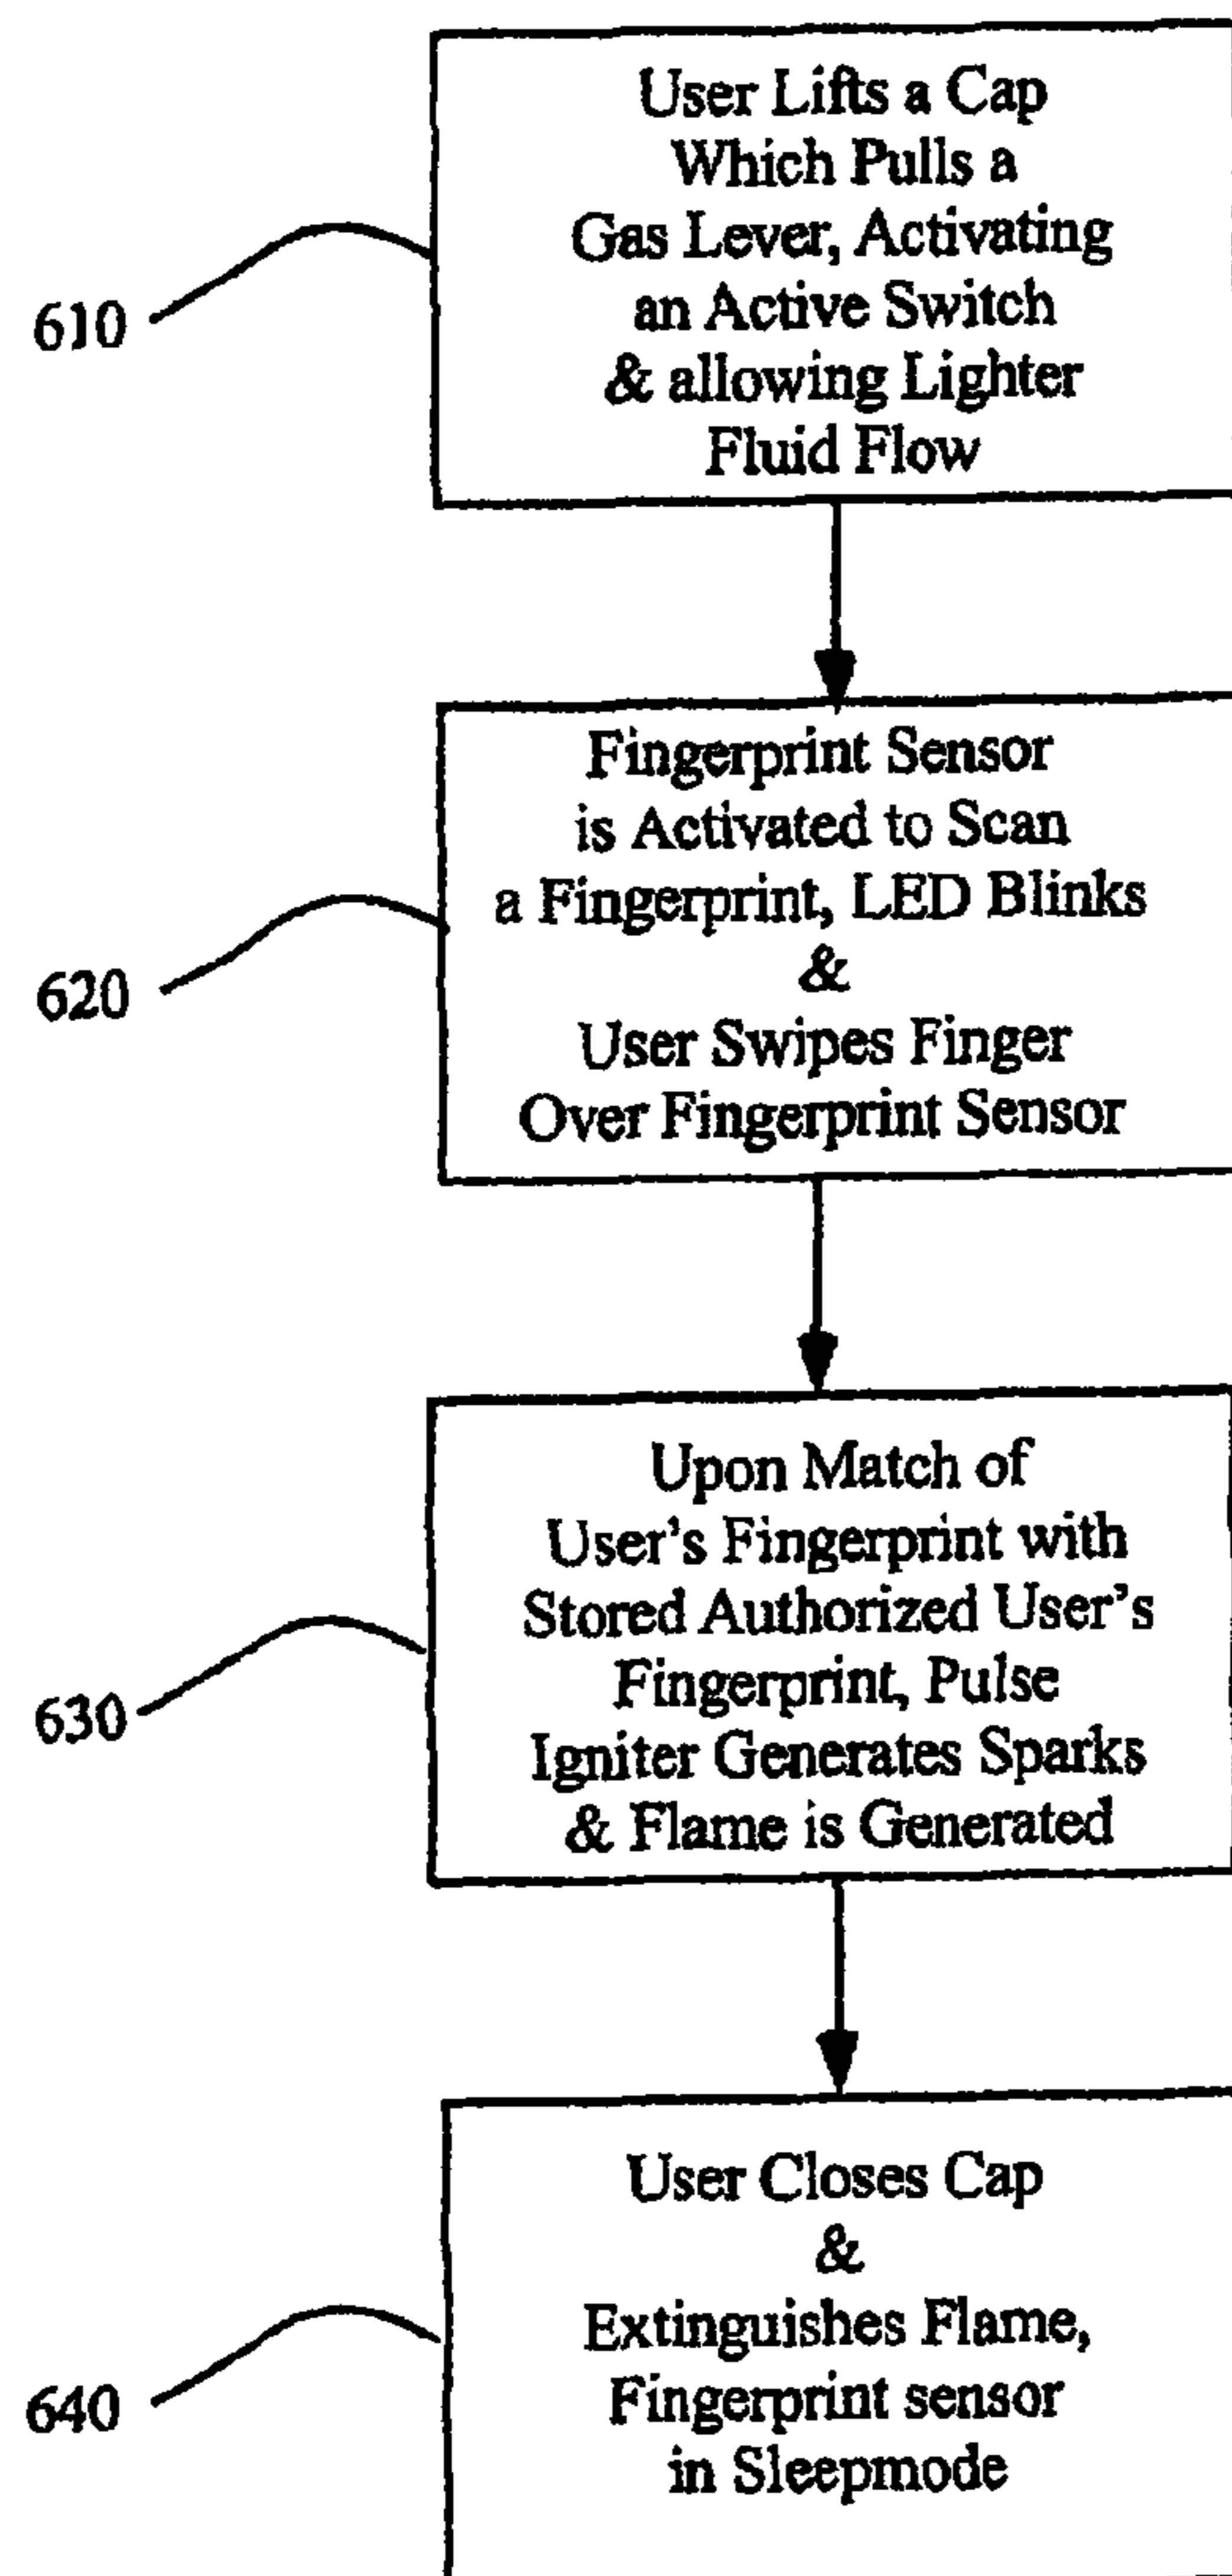 User Lifts a Cap
Which Pulls a
Gas Lever, Activating
an Active Switch
& allowing Lighter
Fluid Flow
610
Fingerprint Sensor
is Activated to Scan
a Fingerprint, LED Blinks
&
User Swipes Finger
Over Fingerprint Sensor
620
Upon Match of
User's Fingerprint with
Stored Authorized User's
Fingerprint, Pulse
Igniter Generates Sparks
& Flame is Generated
630
User Closes Cap
&
Extinguishes Flame,
Fingerprint sensor
in Sleepmode
640